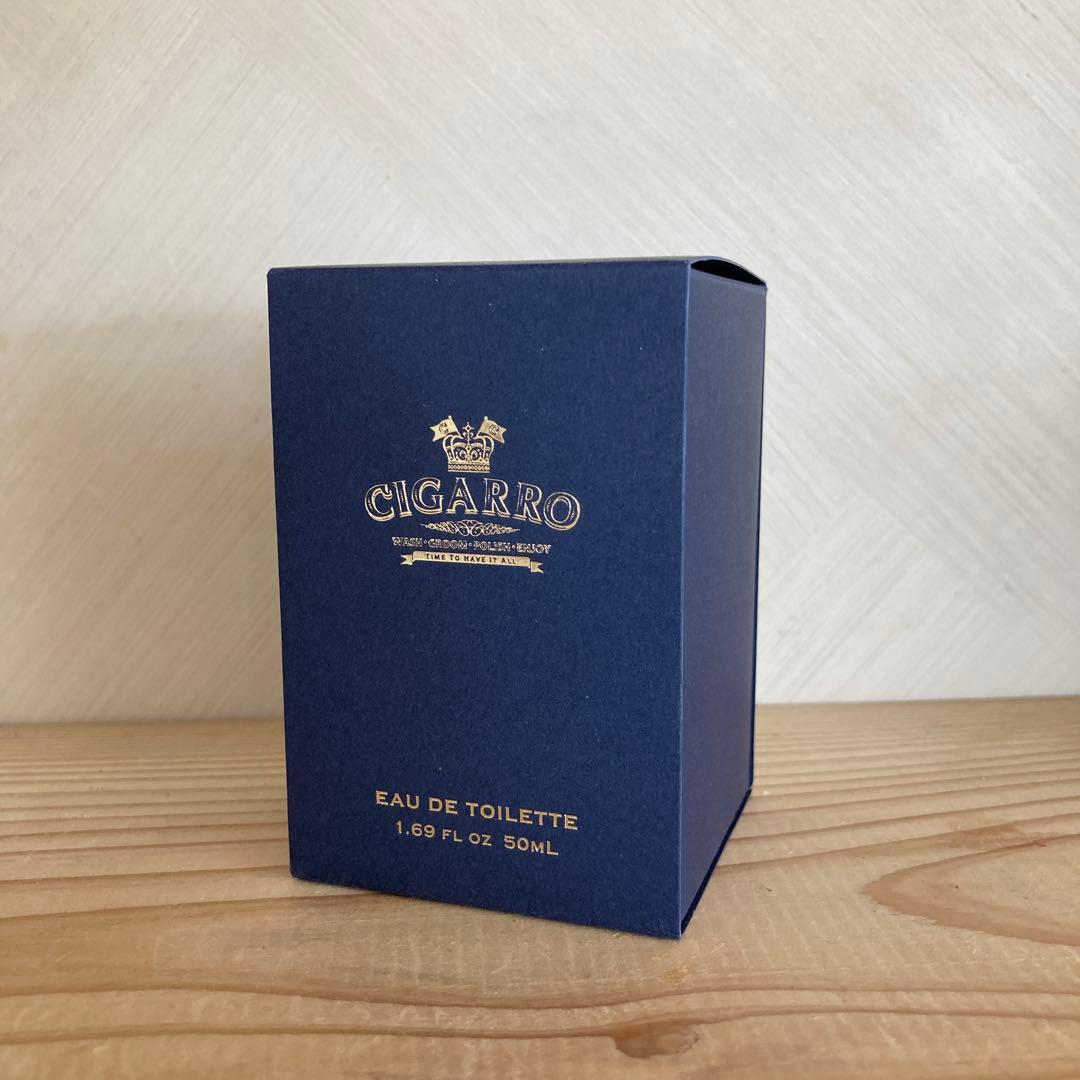 CIGARRO
WASH · GROOM · POLISH · ENJOY
TIME TO HAVE IT ALL
EAU DE TOILETTE
1.69 FL OZ 50ML